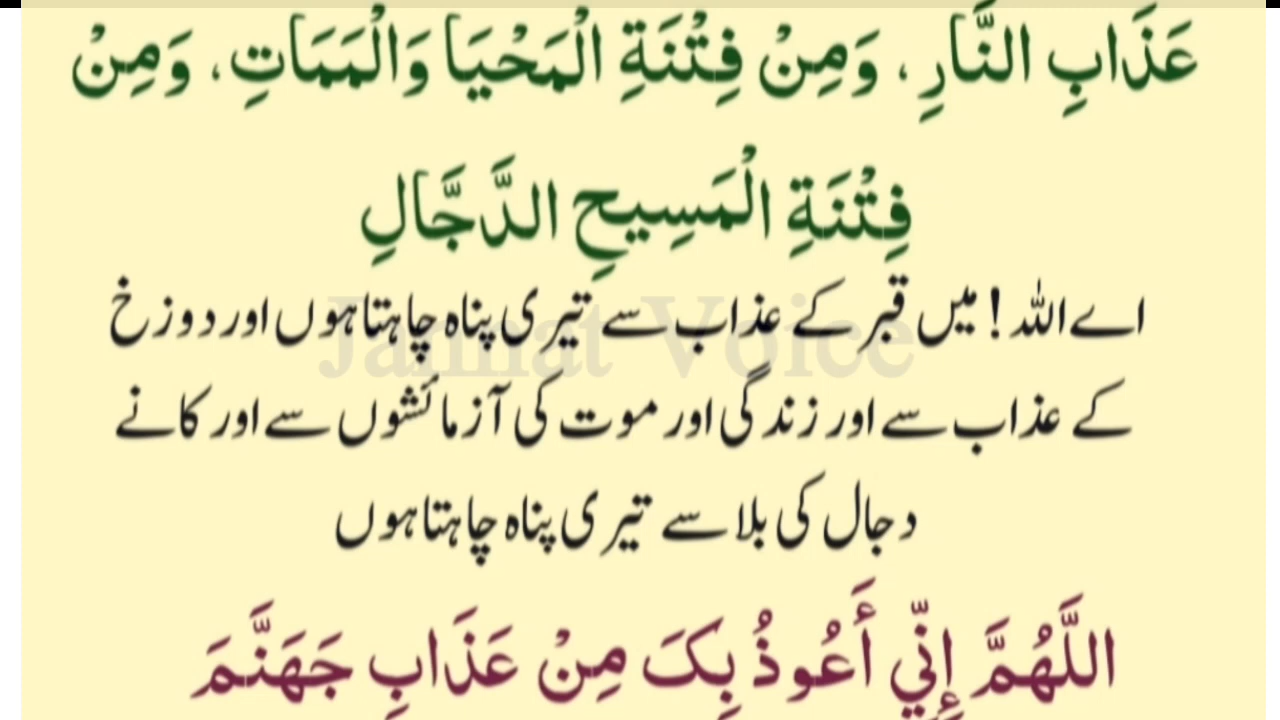 عَذَابِ النَّارِ، وَمِنْ فِتْنَةِ الْمَحْيَا وَالْمَمَاتِ، وَمِنْ
فِتْنَةِ الْمَسِيحِ الدَّجَّالِ
اے اللہ! میں قبر کے عذاب سے تیری پناہ چاہتا ہوں اور دوزخ
Jannat Voice
کے عذاب سے اور زندگی اور موت کی آزمائشوں سے اور کانے
دجال کی بلا سے تیری پناہ چاہتا ہوں
اللَّهُمَّ إِنِّي أَعُوذُ بِکَ مِنْ عَذَابِ جَهَنَّمَ